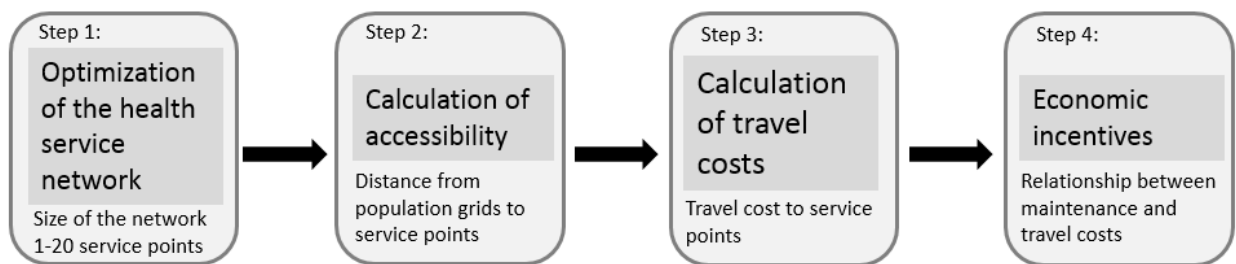 Step 1:
Optimization
of the health
service
network
Size of the network
1-20 service points
Step 2:
Calculation of
accessibility
Distance from
population grids to
service points
Step 3:
Calculation
of travel
costs
Travel cost to service
points
Step 4:
Economic
incentives
Relationship between
maintenance and
travel costs